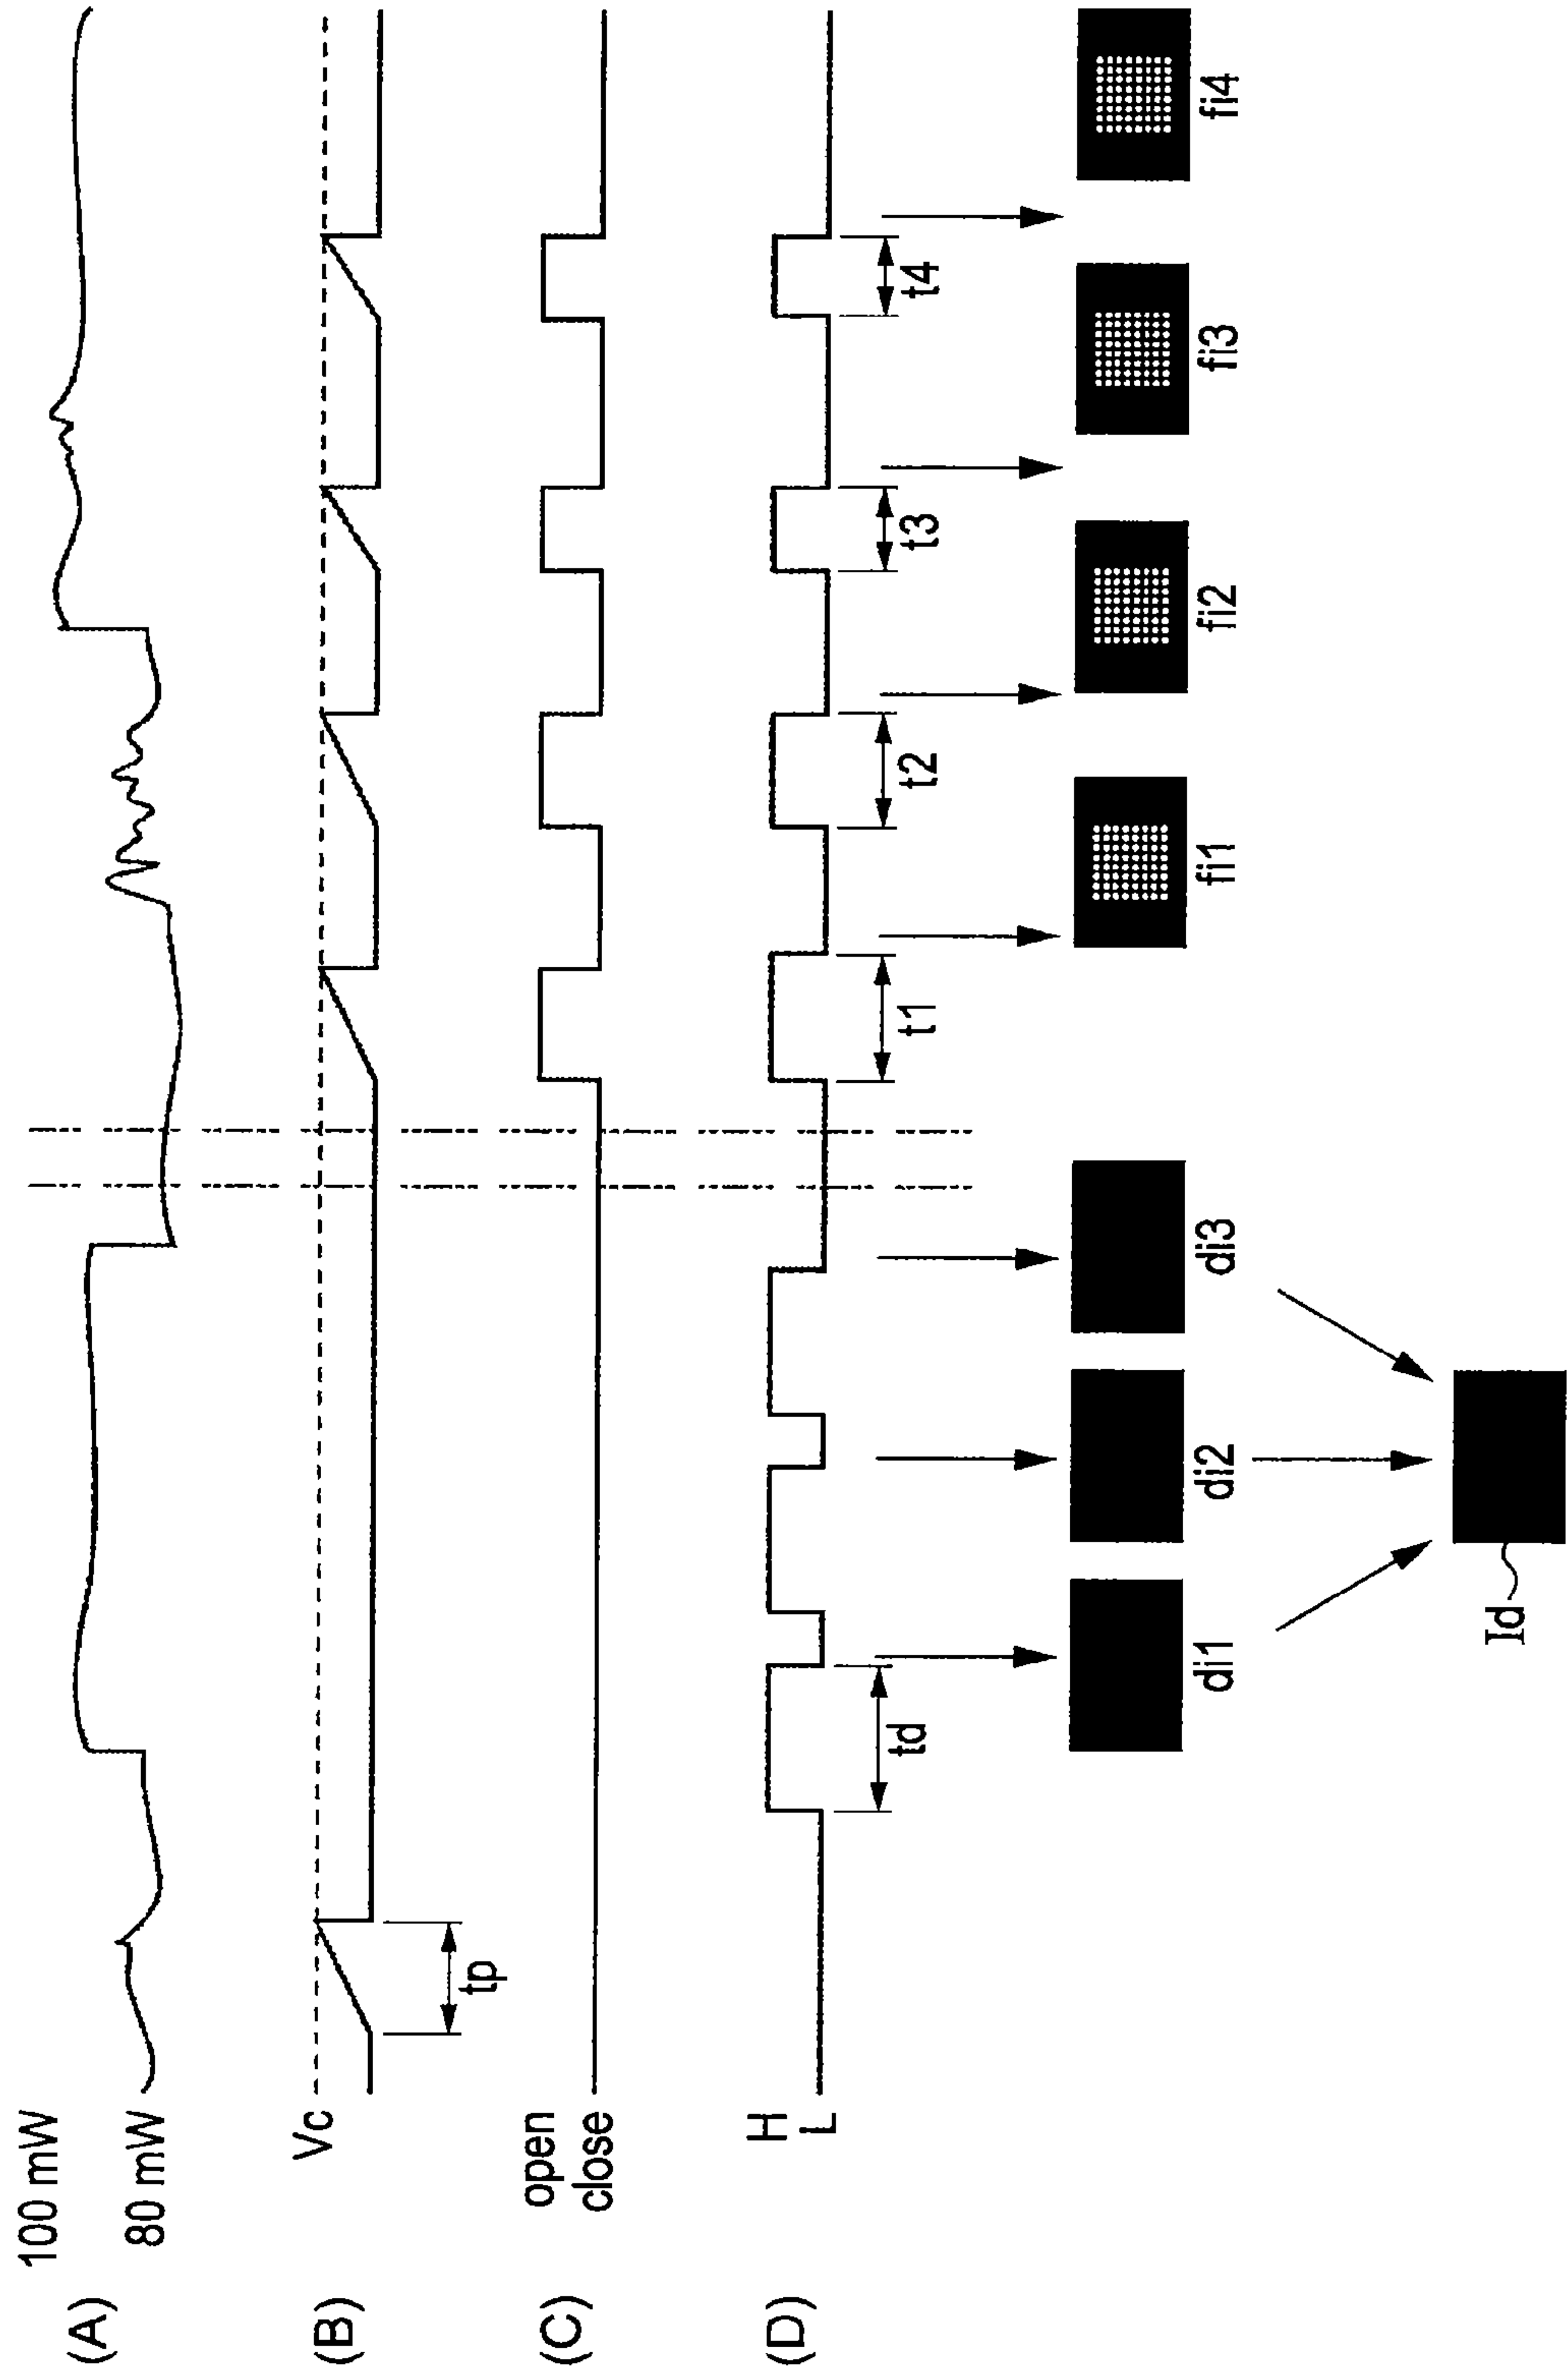 (A)
100 mW
80 mW
(B)
Vc
tp
(C)
open
close
(D)
H
L
td
t1
t2
t3
t4
di1
di2
di3
fi1
fi2
fi3
fi4
Id